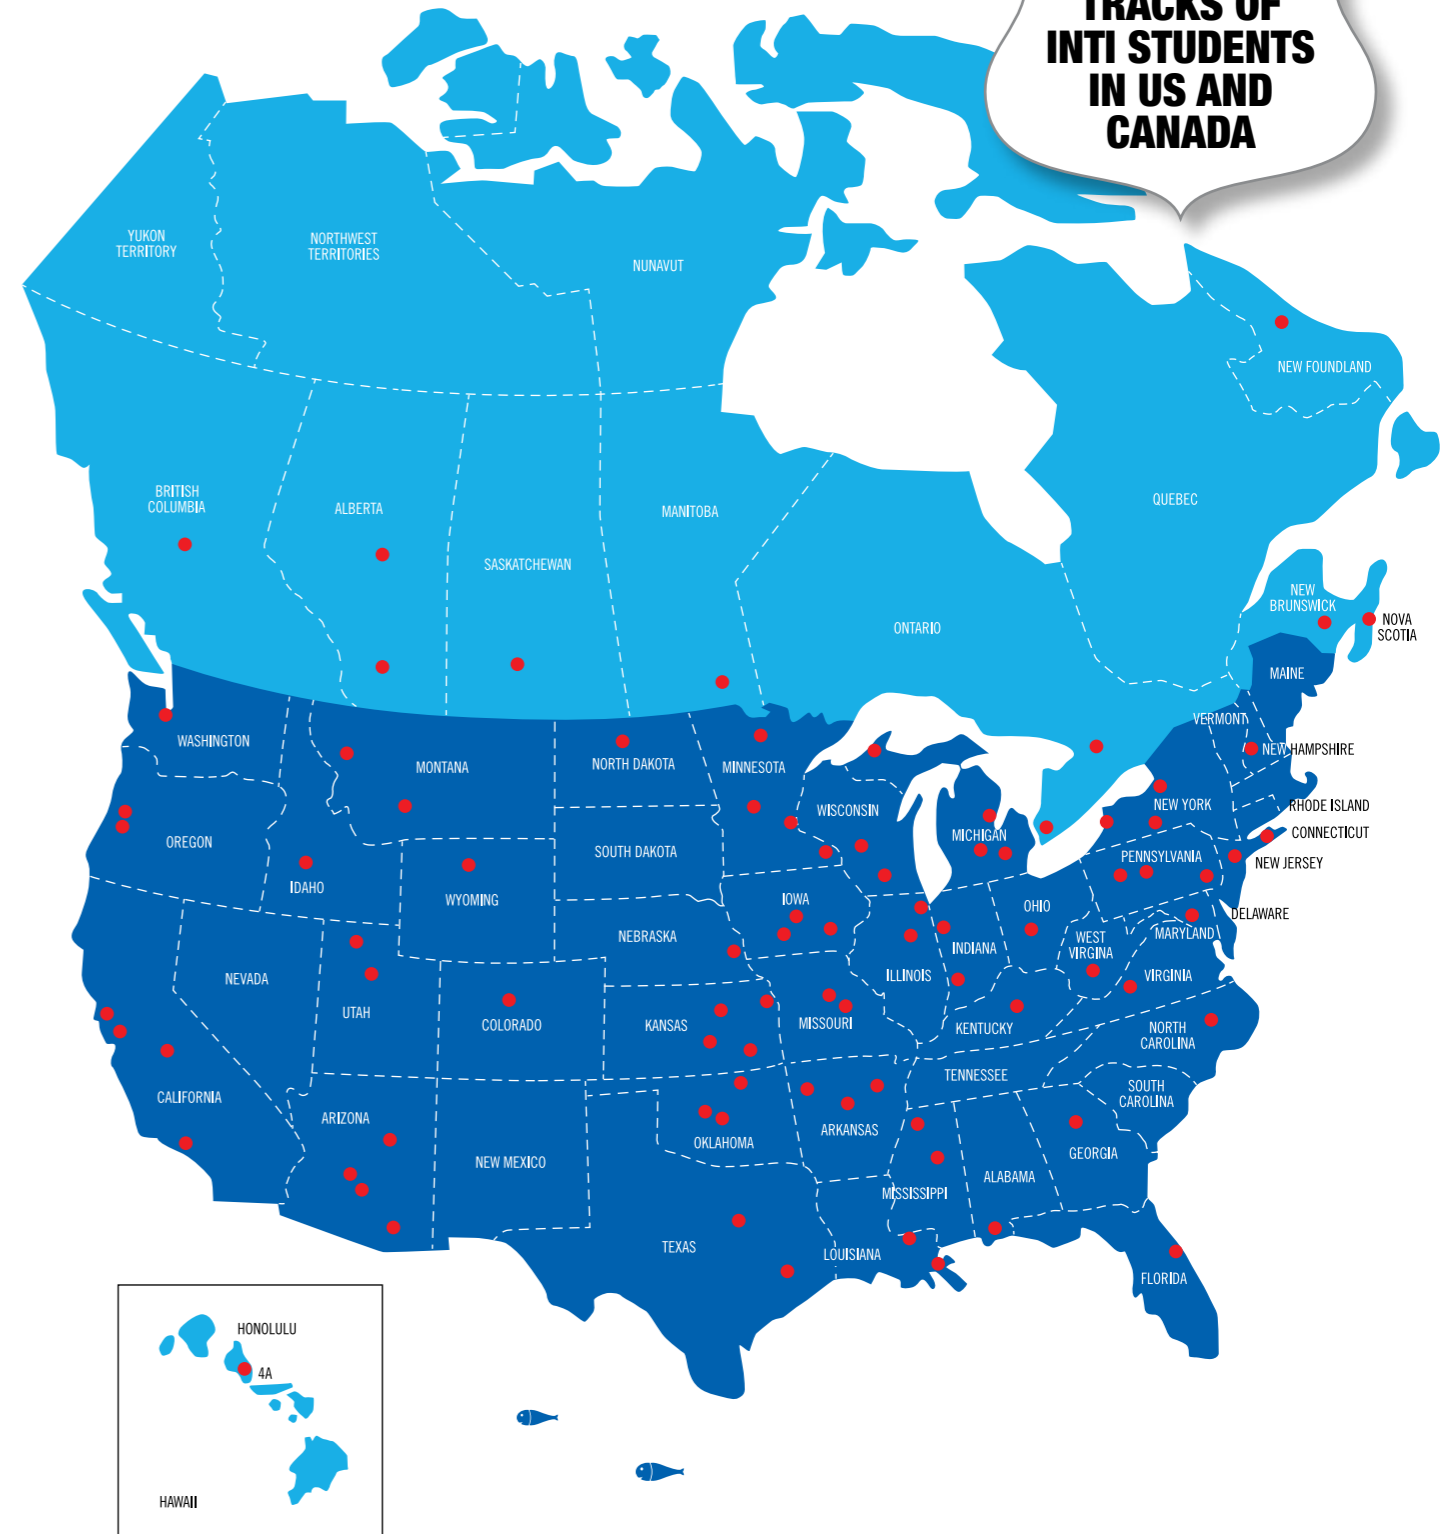 TRACKS OF
INTI STUDENTS
IN US AND
CANADA
YUKON
TERRITORY
NORTHWEST
TERRITORIES
NUNAVUT
NEW FOUNDLAND
BRITISH
COLUMBIA
ALBERTA
MANITOBA
QUEBEC
SASKATCHEWAN
NEW
BRUNSWICK
ONTARIO
NOVA
SCOTIA
MAINE
VERMONT
WASHINGTON
NEW HAMPSHIRE
MONTANA
NORTH DAKOTA
MINNESOTA
RHODE ISLAND
NEW YORK
WISCONSIN
CONNECTICUT
MICHIGAN
OREGON
SOUTH DAKOTA
PENNSYLVANIA
NEW JERSEY
IDAHO
WYOMING
IOWA
OHIO
DELAWARE
NEBRASKA
WEST
VIRGINA
MARYLAND
INDIANA
NEVADA
ILLINOIS
VIRGINIA
UTAH
COLORADO
KANSAS
MISSOURI
KENTUCKY
NORTH
CAROLINA
TENNESSEE
CALIFORNIA
SOUTH
CAROLINA
ARIZONA
OKLAHOMA
ARKANSAS
GEORGIA
NEW MEXICO
ALABAMA
MISSISSIPPI
TEXAS
LOUISIANA
FLORIDA
HONOLULU
4A
HAWAII